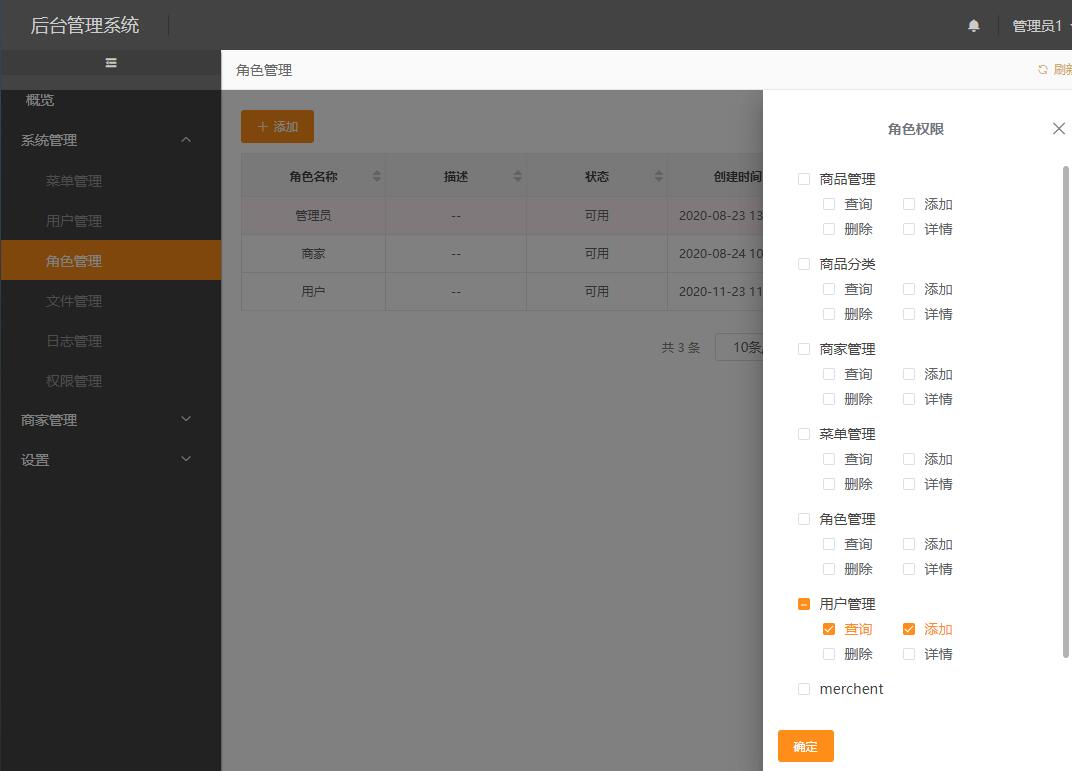 后台管理系统
管理员1
角色管理
刷新
概览
系统管理
菜单管理
用户管理
角色管理
文件管理
日志管理
权限管理
商家管理
设置
添加
角色名称 描述 状态 创建时间
管理员 -- 可用 2020-08-23 13
商家 -- 可用 2020-08-24 10
用户 -- 可用 2020-11-23 11
共 3 条 10条/
角色权限
商品管理
查询 添加
删除 详情
商品分类
查询 添加
删除 详情
商家管理
查询 添加
删除 详情
菜单管理
查询 添加
删除 详情
角色管理
查询 添加
删除 详情
用户管理
查询 添加
删除 详情
merchent
确定